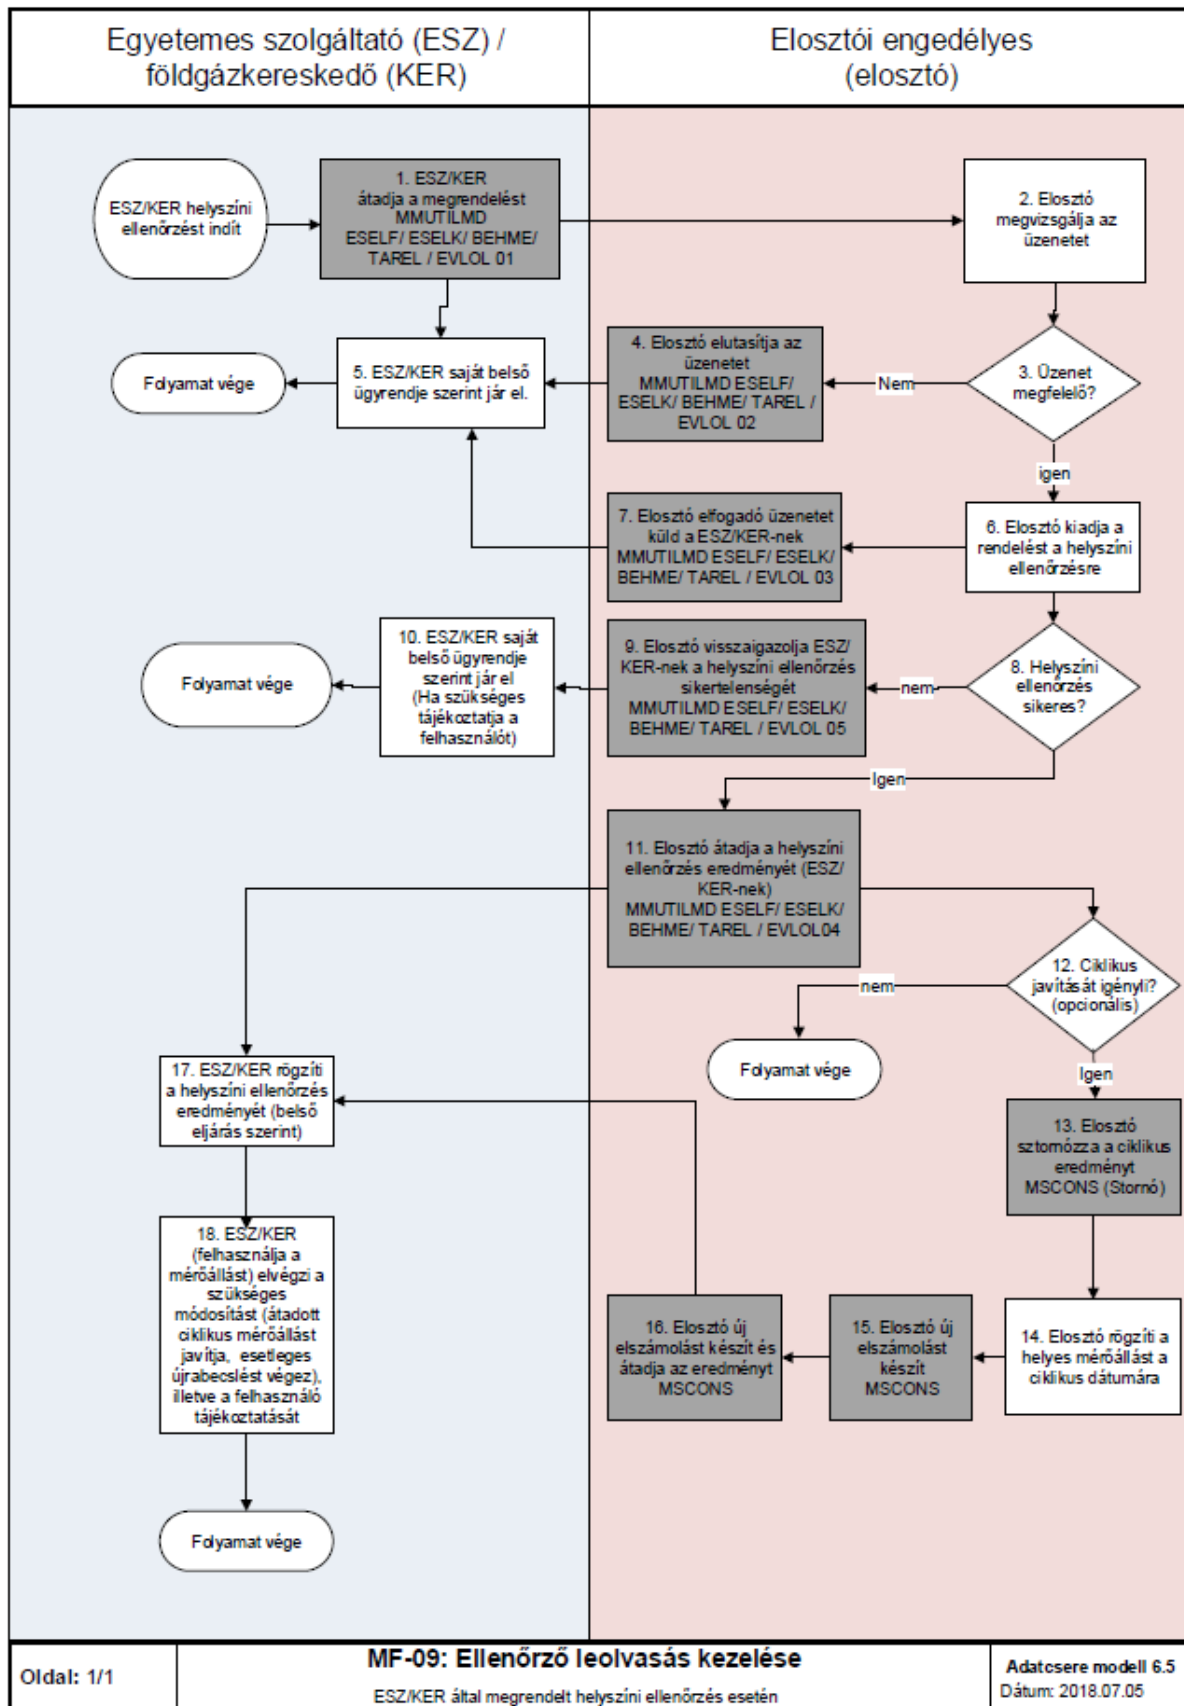 Egyetemes szolgáltató (ESZ) /
földgázkereskedő (KER)
Elosztói engedélyes
(elosztó)
ESZ/KER helyszíni
ellenőrzést indít
1. ESZ/KER
átadja a megrendelést
MMUTILMD
ESELF/ ESELK/ BEHME/
TAREL / EVLOL 01
2. Elosztó
megvizsgálja az
üzenetet
Folyamat vége
5. ESZ/KER saját belső
ügyrendje szerint jár el.
4. Elosztó elutasítja az
üzenetet
MMUTILMD ESELF/
ESELK/ BEHME/ TAREL /
EVLOL 02
Nem
3. Üzenet
megfelelő?
igen
7. Elosztó elfogadó üzenetet
küld a ESZ/KER-nek
MMUTILMD ESELF/ ESELK/
BEHME/ TAREL / EVLOL 03
6. Elosztó kiadja a
rendelést a helyszíni
ellenőrzésre
Folyamat vége
10. ESZ/KER saját
belső ügyrendje
szerint jár el
(Ha szükséges
tájékoztatja a
felhasználót)
9. Elosztó visszaigazolja ESZ/
KER-nek a helyszíni ellenőrzés
sikertelenségét
MMUTILMD ESELF/ ESELK/
BEHME/ TAREL / EVLOL 05
nem
8. Helyszíni
ellenőrzés
sikeres?
Igen
11. Elosztó átadja a helyszíni
ellenőrzés eredményét (ESZ/
KER-nek)
MMUTILMD ESELF/ ESELK/
BEHME/ TAREL / EVLOL04
12. Ciklikus
javítását igényli?
(opcionális)
nem
Folyamat vége
Igen
17. ESZ/KER rögzíti
a helyszíni ellenőrzés
eredményét (belső
eljárás szerint)
13. Elosztó
sztornózza a ciklikus
eredményt
MSCONS (Stornó)
18. ESZ/KER
(felhasználja a
mérőállást) elvégzi a
szükséges
módosítást (átadott
ciklikus mérőállást
javítja, esetleges
újrabecslést végez),
illetve a felhasználó
tájékoztatását
16. Elosztó új
elszámolást készít és
átadja az eredményt
MSCONS
15. Elosztó új
elszámolást
készít
MSCONS
14. Elosztó rögzíti a
helyes mérőállást a
ciklikus dátumára
Folyamat vége
Oldal: 1/1
MF-09: Ellenőrző leolvasás kezelése
ESZ/KER által megrendelt helyszíni ellenőrzés esetén
Adatcsere modell 6.5
Dátum: 2018.07.05